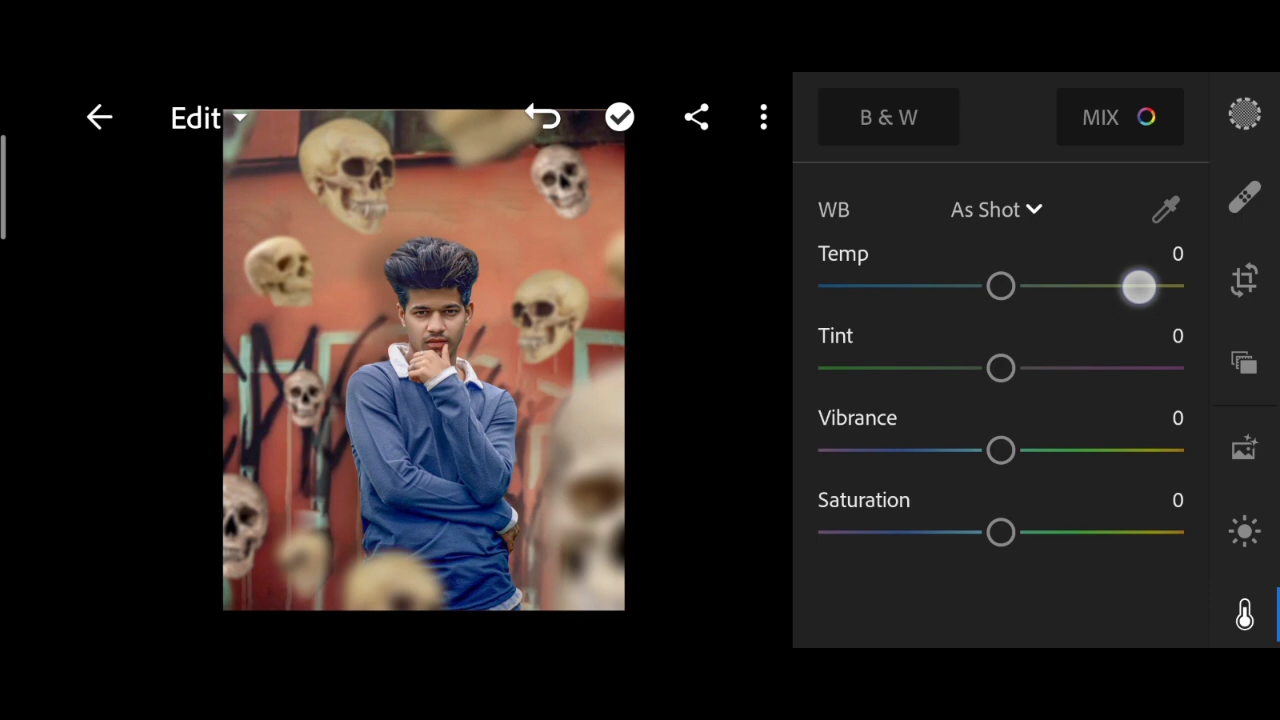 Edit
B & W
MIX
WB
As Shot
Temp
0
Tint
0
Vibrance
0
Saturation
0